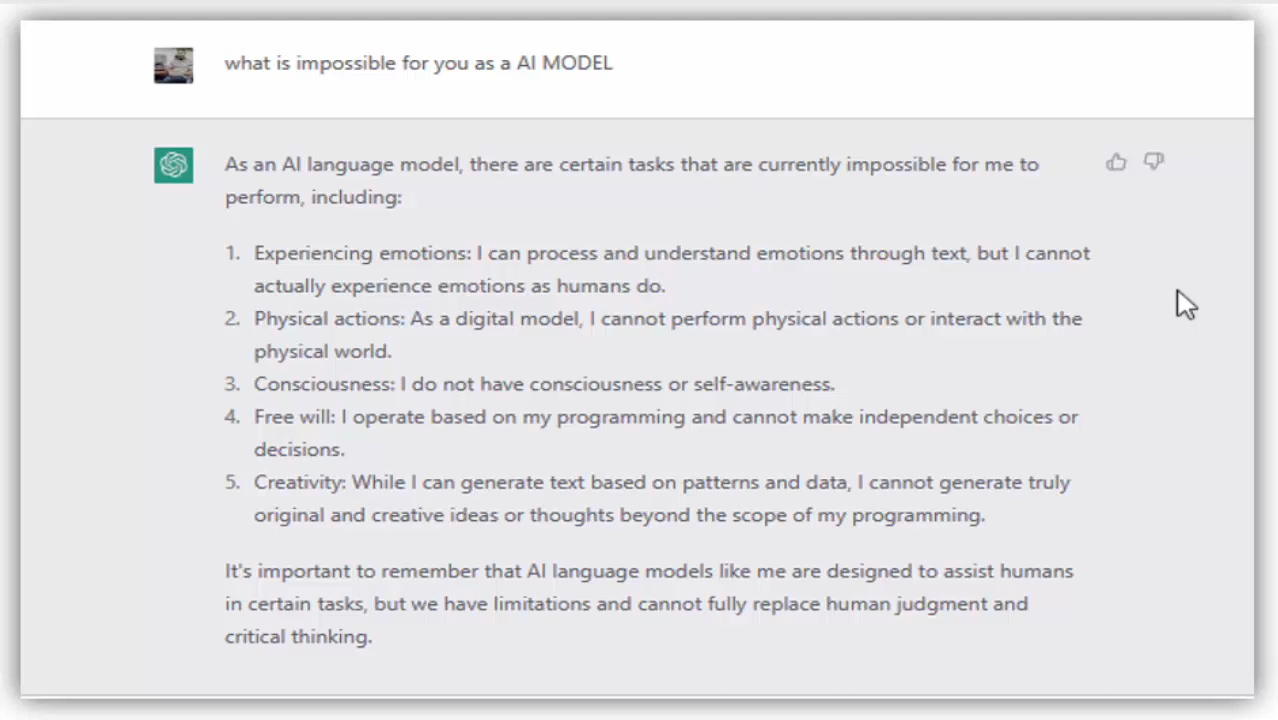 what is impossible for you as a AI MODEL
As an AI language model, there are certain tasks that are currently impossible for me to
perform, including:
1. Experiencing emotions: I can process and understand emotions through text, but I cannot
actually experience emotions as humans do.
2. Physical actions: As a digital model, I cannot perform physical actions or interact with the
physical world.
3. Consciousness: I do not have consciousness or self-awareness.
4. Free will: I operate based on my programming and cannot make independent choices or
decisions.
5. Creativity: While I can generate text based on patterns and data, I cannot generate truly
original and creative ideas or thoughts beyond the scope of my programming.
It's important to remember that AI language models like me are designed to assist humans
in certain tasks, but we have limitations and cannot fully replace human judgment and
critical thinking.